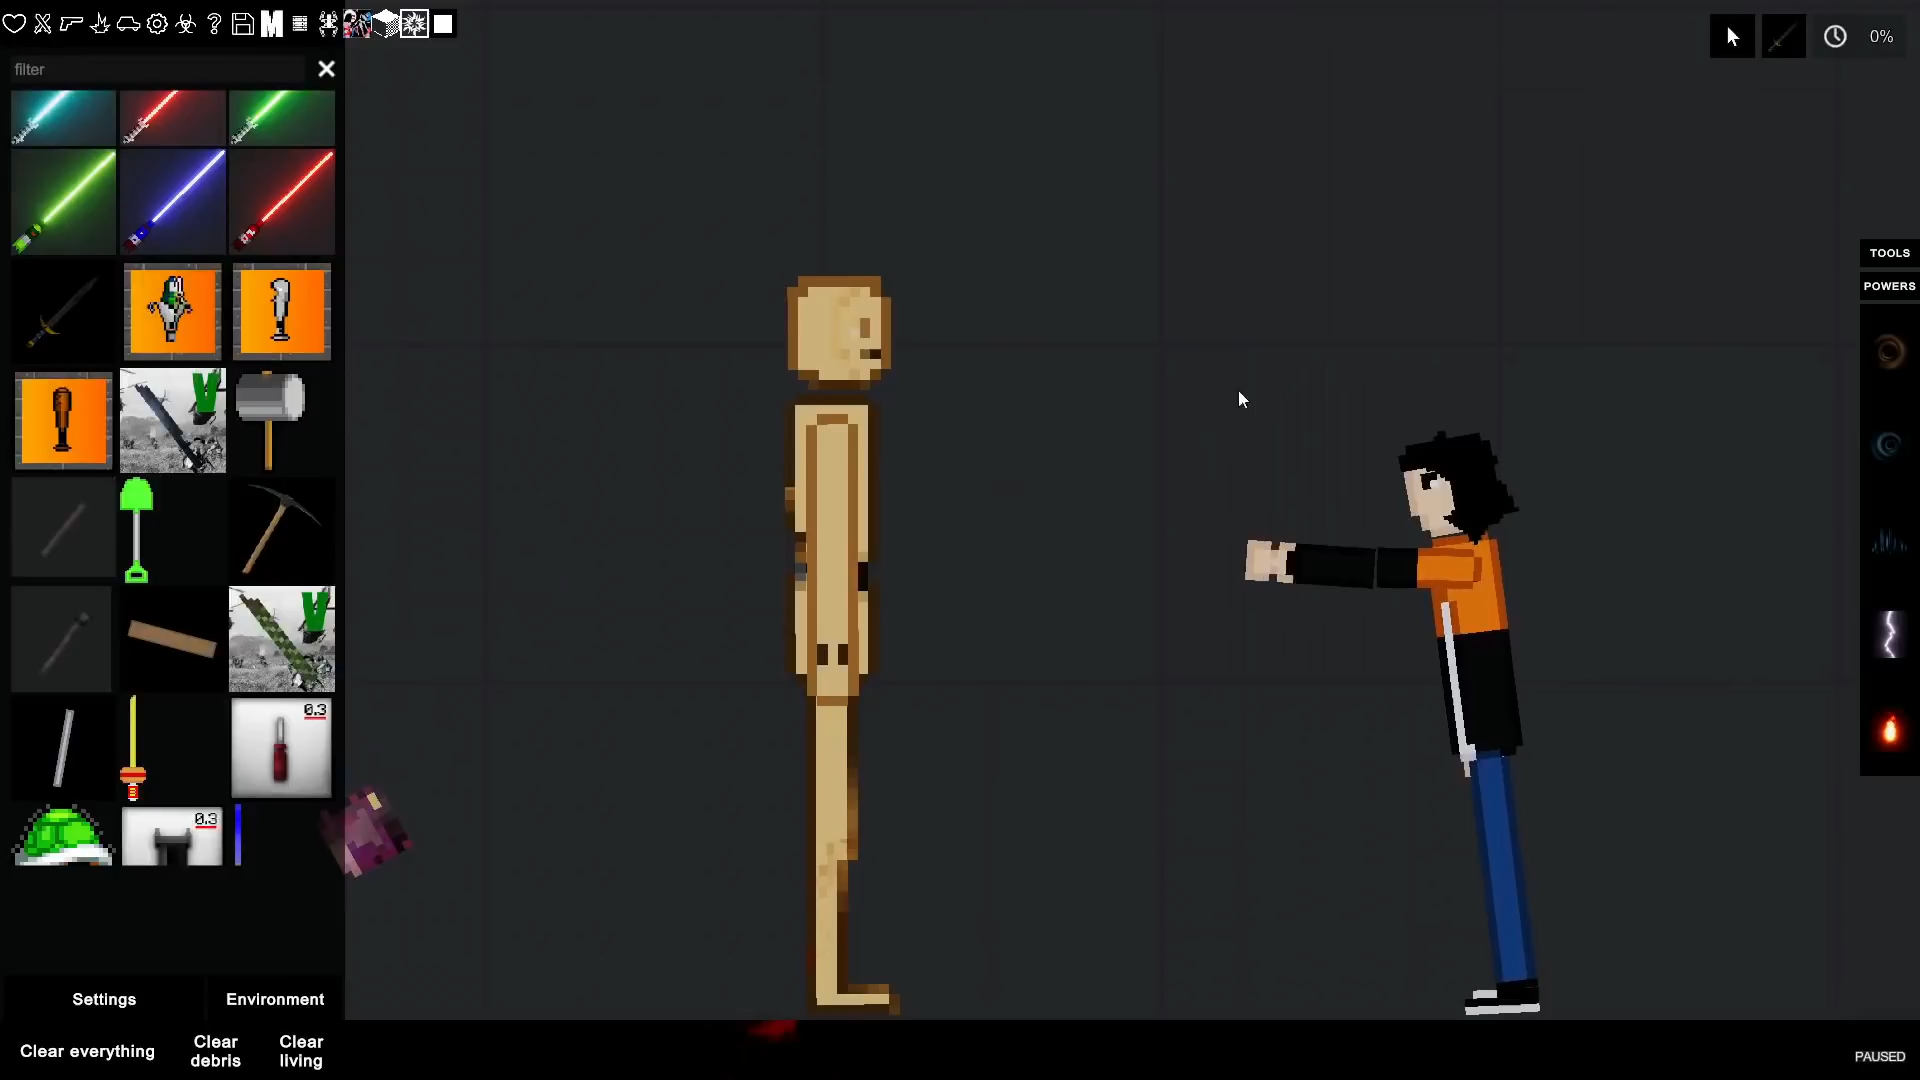 M
filter
0%
TOOLS
POWERS
V
V
0.3
0.3
Settings
Environment
Clear everything
Clear debris
Clear living
PAUSED